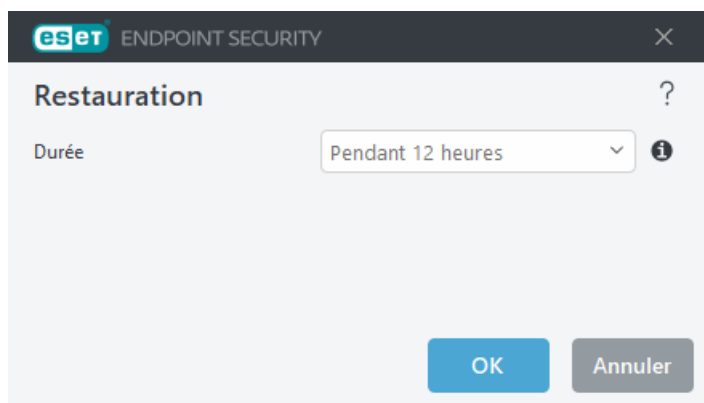 eset ENDPOINT SECURITY
Restauration ?
Durée Pendant 12 heures
OK Annuler